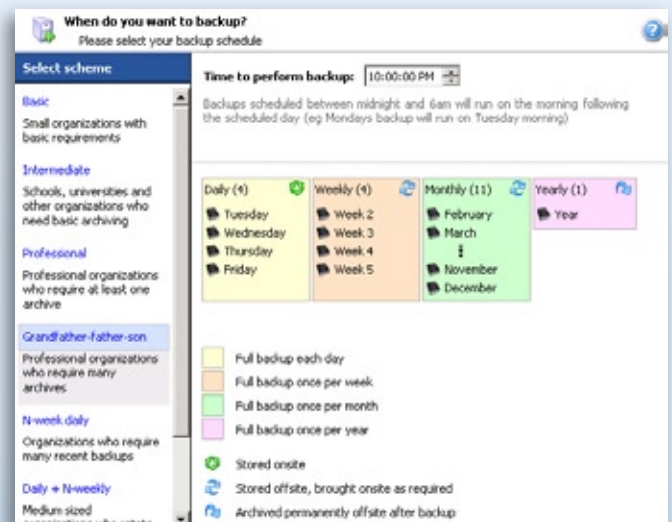 When do you want to backup?
Please select your backup schedule
Select scheme
Basic
Small organizations with
basic requirements
Intermediate
Schools, universities and
other organizations who
need basic archiving
Professional
Professional organizations
who require at least one
archive
Grandfather-father-son
Professional organizations
who require many
archives
N-week daily
Organizations who require
many recent backups
Daily + N-weekly
Medium sized
organizations who rotate
Time to perform backup: 10:00:00 PM
Backups scheduled between midnight and 6am will run on the morning following
the scheduled day (eg Mondays backup will run on Tuesday morning)
Daily (4)
Tuesday
Wednesday
Thursday
Friday
Weekly (4)
Week 2
Week 3
Week 4
Week 5
Monthly (11)
February
March
November
December
Yearly (1)
Year
Full backup each day
Full backup once per week
Full backup once per month
Full backup once per year
Stored onsite
Stored offsite, brought onsite as required
Archived permanently offsite after backup